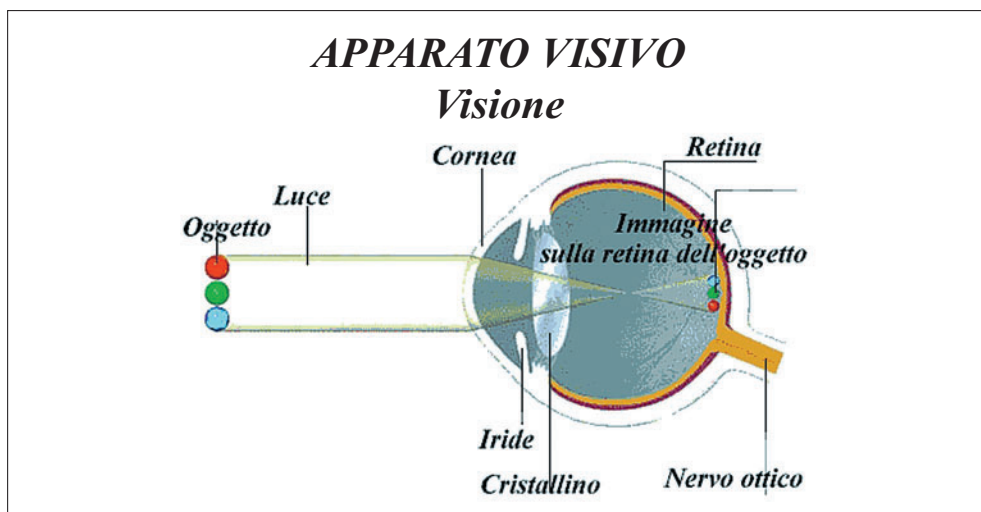 APPARATO VISIVO
Visione
Cornea
Retina
Luce
Oggetto
Immagine
sulla retina dell'oggetto
Iride
Cristallino
Nervo ottico